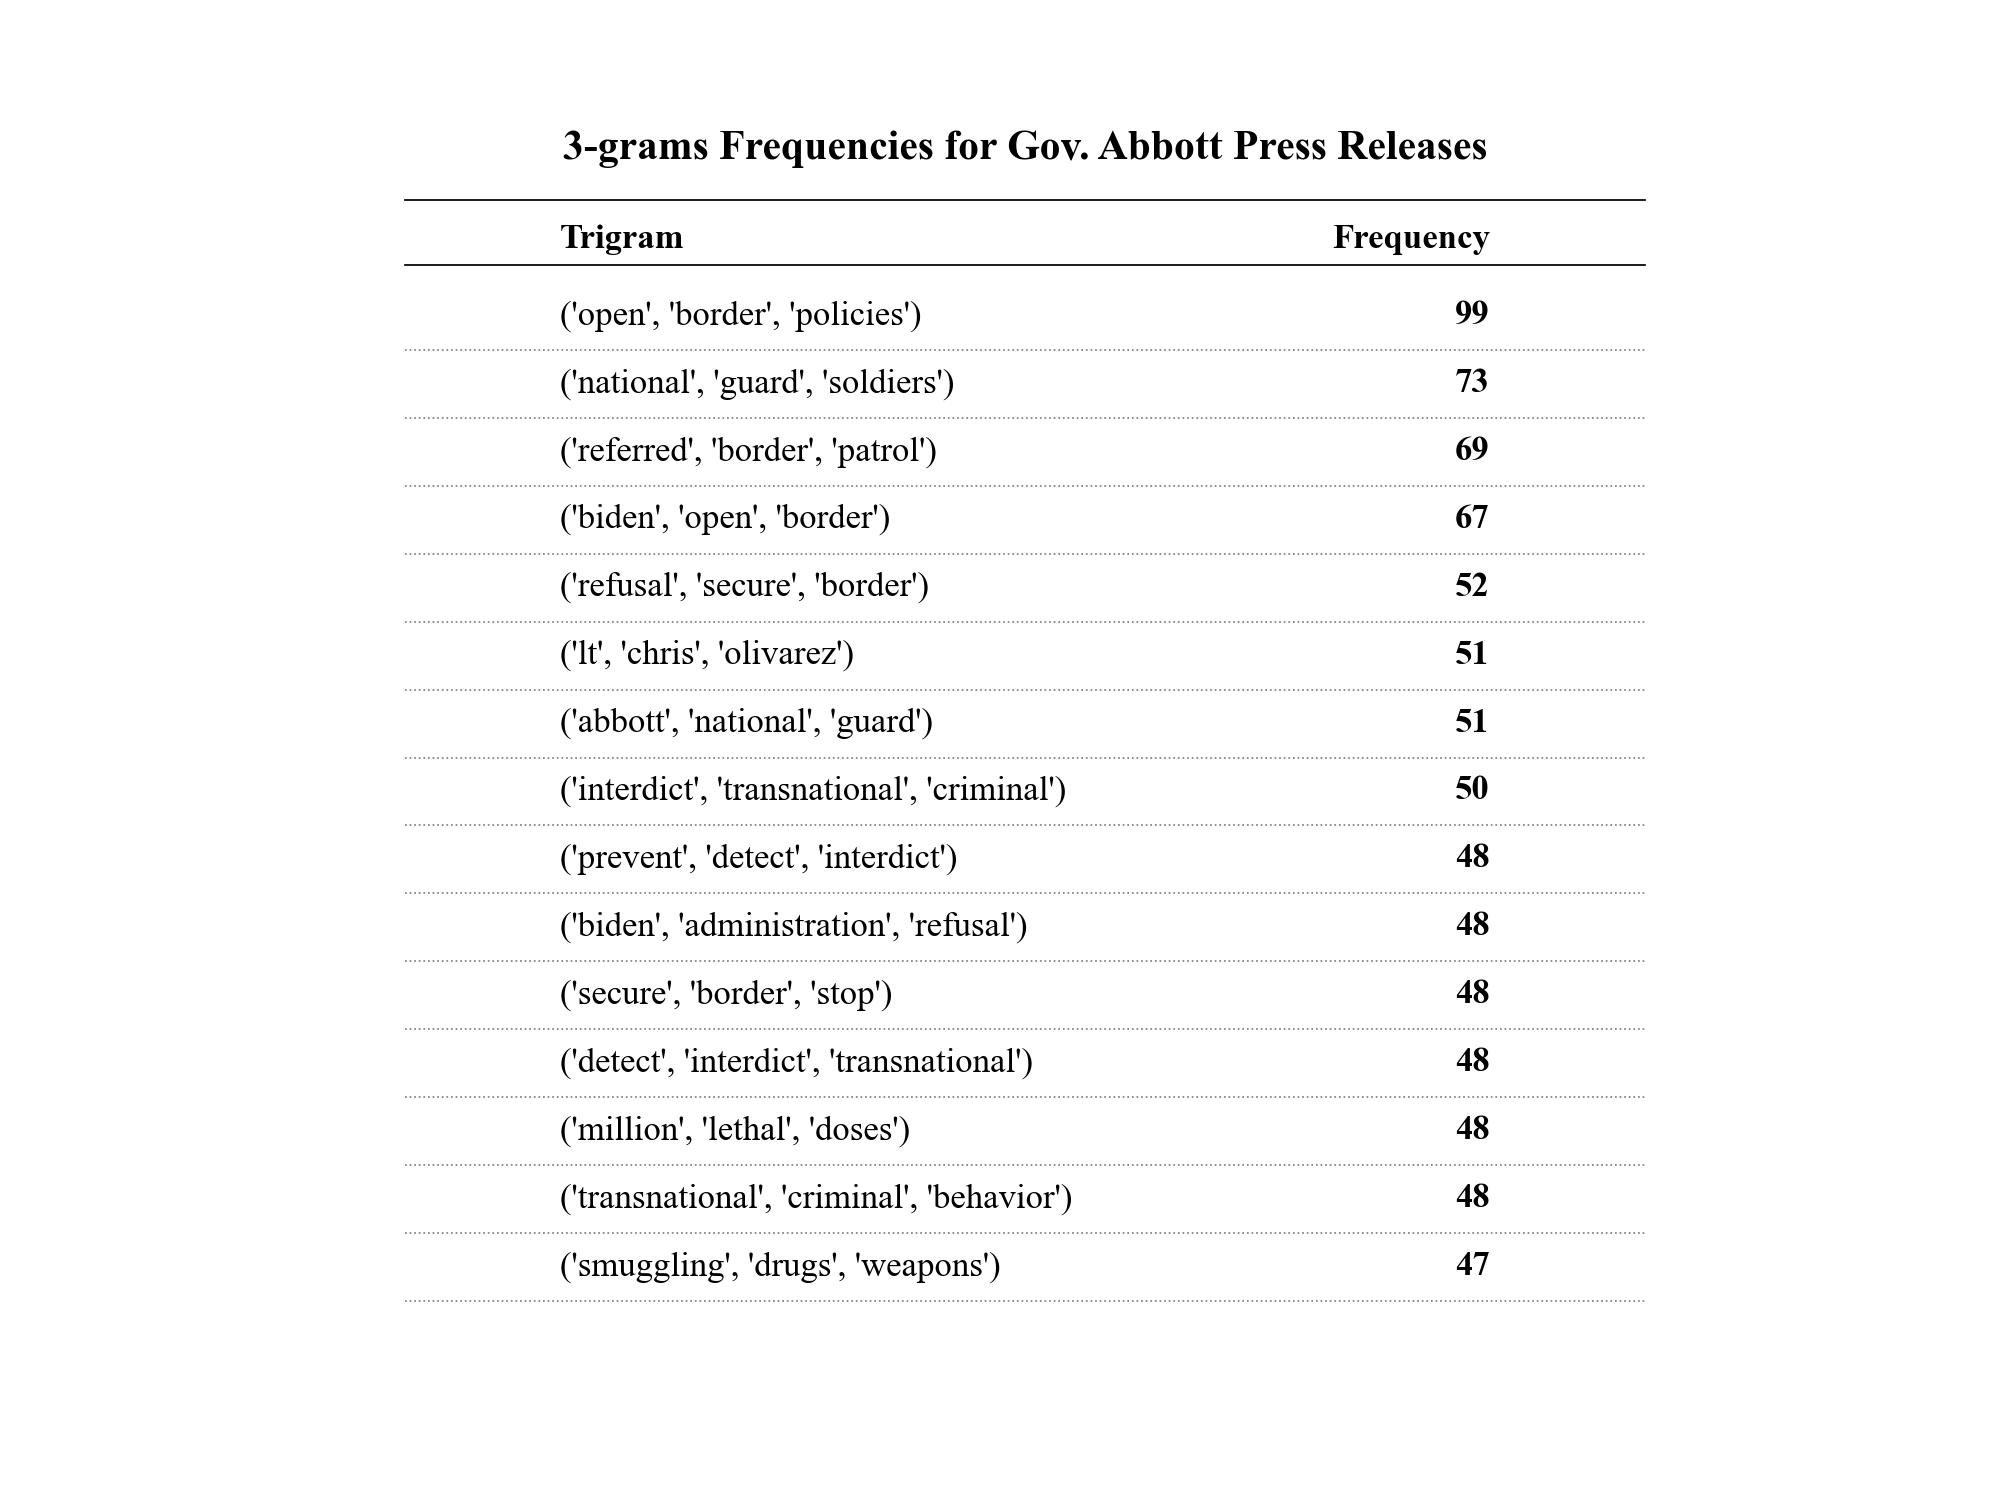 3-grams Frequencies for Gov. Abbott Press Releases
Trigram Frequency
('open', 'border', 'policies') 99
('national', 'guard', 'soldiers') 73
('referred', 'border', 'patrol') 69
('biden', 'open', 'border') 67
('refusal', 'secure', 'border') 52
('lt', 'chris', 'olivarez') 51
('abbott', 'national', 'guard') 51
('interdict', 'transnational', 'criminal') 50
('prevent', 'detect', 'interdict') 48
('biden', 'administration', 'refusal') 48
('secure', 'border', 'stop') 48
('detect', 'interdict', 'transnational') 48
('million', 'lethal', 'doses') 48
('transnational', 'criminal', 'behavior') 48
('smuggling', 'drugs', 'weapons') 47